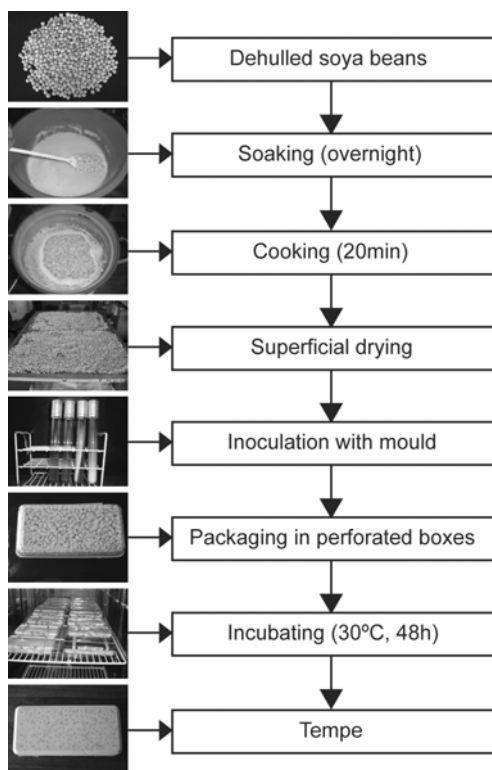 Dehulled soya beans
Soaking (overnight)
Cooking (20min)
Superficial drying
Inoculation with mould
Packaging in perforated boxes
Incubating (30ºC, 48h)
Tempe